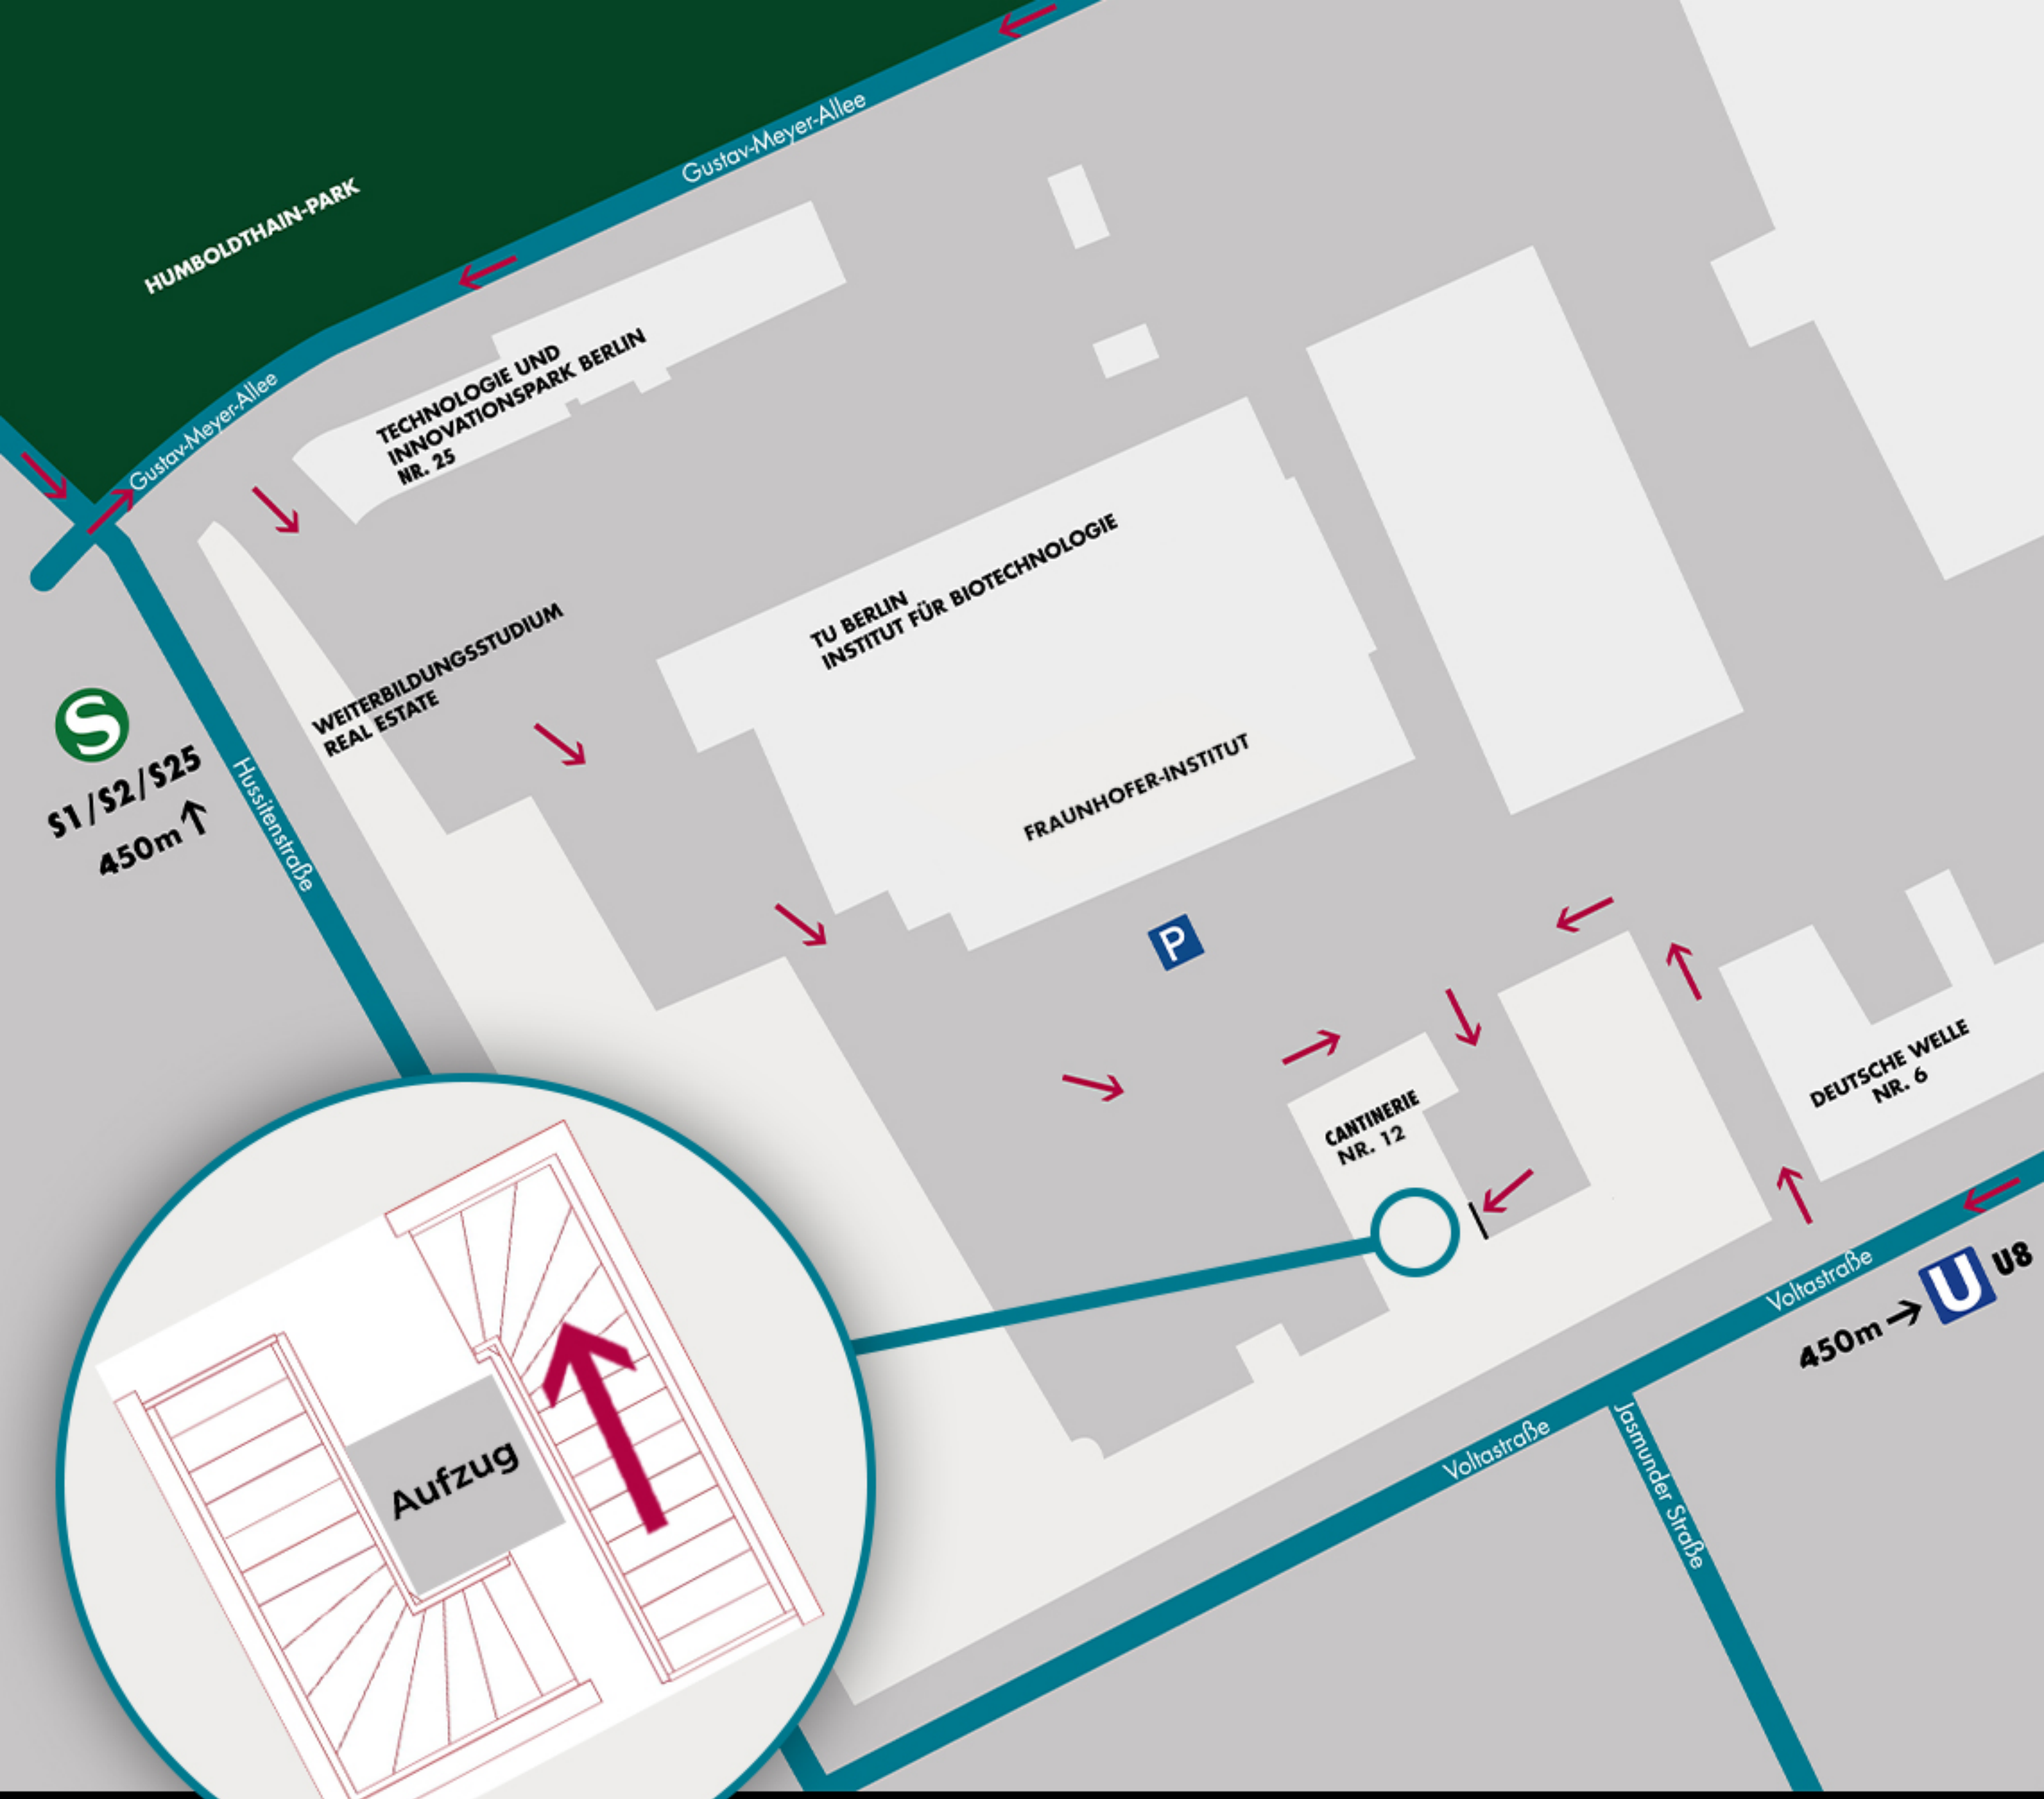 Gustav-Meyer-Allee
HUMBOLDTHAIN-PARK
TECHNOLOGIE UND
INNOVATIONSPARK BERLIN
NR. 25
Gustav-Meyer-Allee
TU BERLIN
INSTITUT FÜR BIOTECHNOLOGIE
WEITERBILDUNGSSTUDIUM
REAL ESTATE
S
S1/S2/S25
450m
Hussitenstraße
FRAUNHOFER-INSTITUT
P
DEUTSCHE WELLE
NR. 6
CANTINERIE
NR. 12
Voltastraße
U U8
450m
Aufzug
Voltastraße
Jasmunder Straße